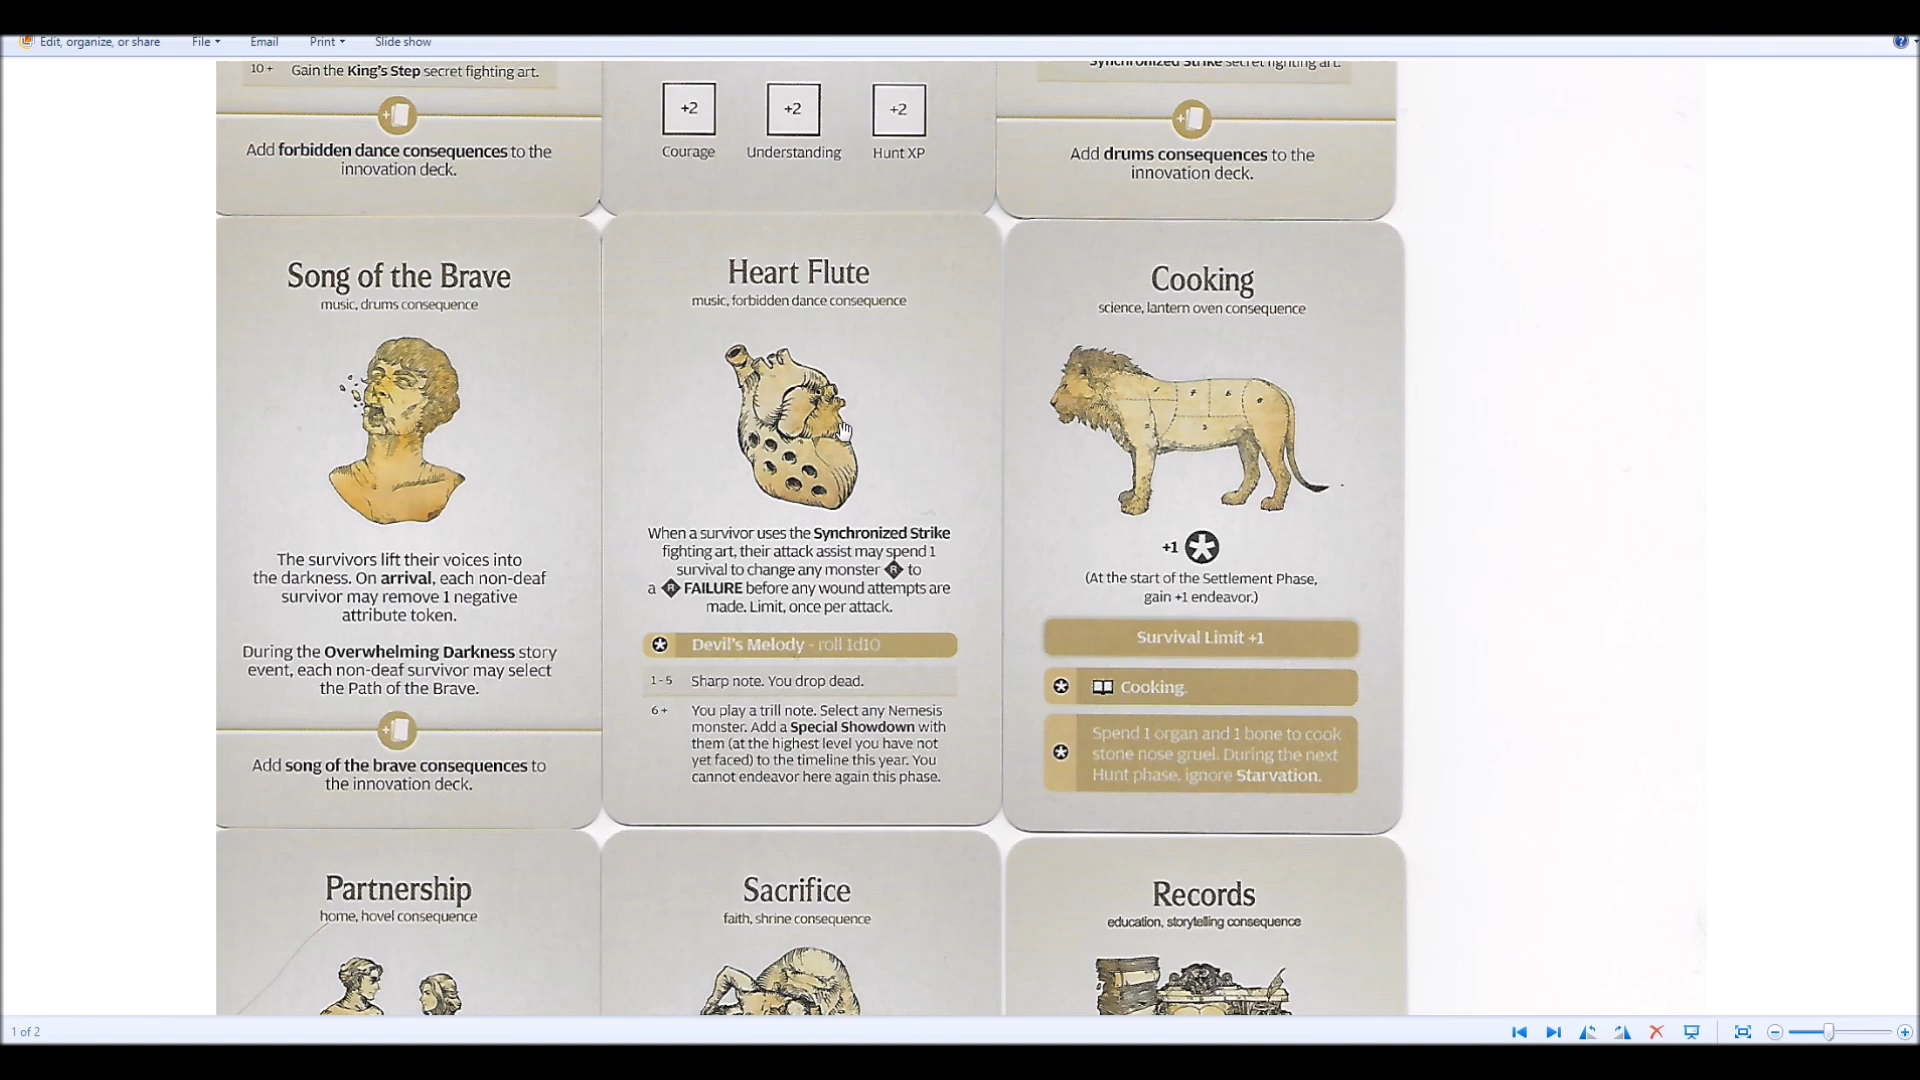 Edit, organize, or share File Email Print Slide show
10 + Gain the King's Step secret fighting art.
Add forbidden dance consequences to the
innovation deck.
+2 +2 +2
Courage Understanding Hunt XP
Synchronized Strike secret fighting art.
Add drums consequences to the
innovation deck.
Song of the Brave
music, drums consequence
The survivors lift their voices into
the darkness. On arrival, each non-deaf
survivor may remove 1 negative
attribute token.
During the Overwhelming Darkness story
event, each non-deaf survivor may select
the Path of the Brave.
Add song of the brave consequences to
the innovation deck.
Heart Flute
music, forbidden dance consequence
When a survivor uses the Synchronized Strike
fighting art, their attack assist may spend 1
survival to change any monster R to
a R FAILURE before any wound attempts are
made. Limit, once per attack.
Devil's Melody - roll 1d10
1 - 5 Sharp note. You drop dead.
6 + You play a trill note. Select any Nemesis
monster. Add a Special Showdown with
them (at the highest level you have not
yet faced) to the timeline this year. You
cannot endeavor here again this phase.
Cooking
science, lantern oven consequence
+1
(At the start of the Settlement Phase,
gain +1 endeavor.)
Survival Limit +1
Cooking.
Spend 1 organ and 1 bone to cook
stone nose gruel. During the next
Hunt phase, ignore Starvation.
Partnership
home, hovel consequence
Sacrifice
faith, shrine consequence
Records
education, storytelling consequence
1 of 2